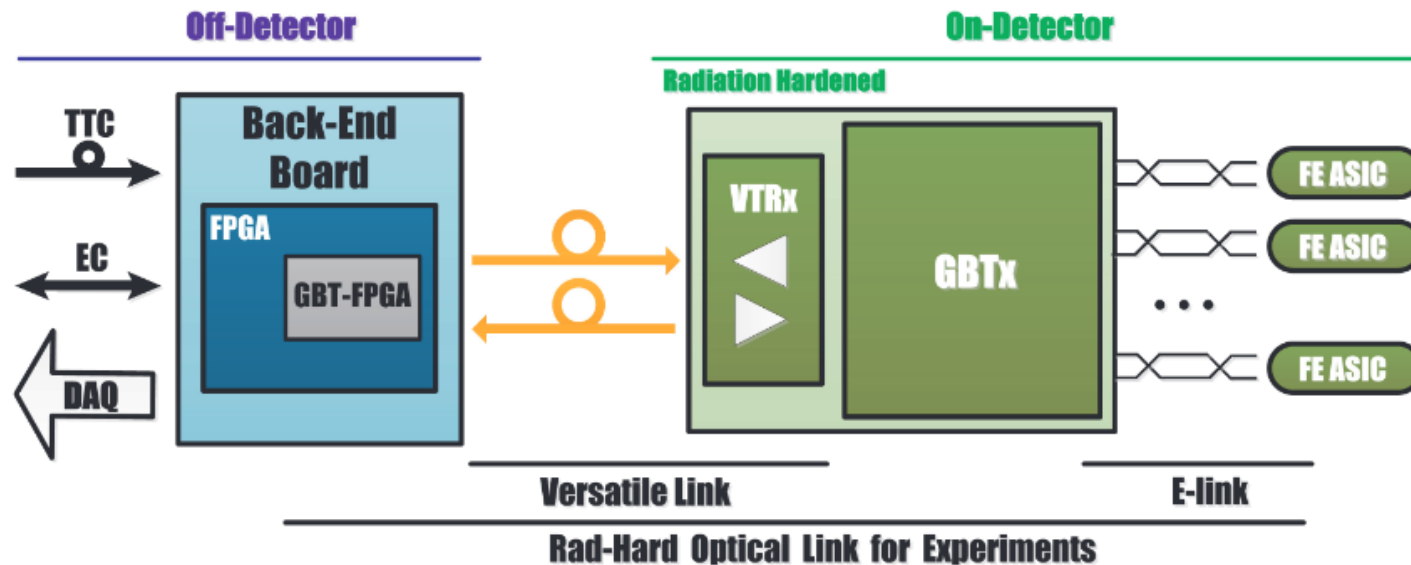 Off-Detector
On-Detector
Radiation Hardened
TTC
Back-End
Board
FPGA
GBT-FPGA
EC
DAQ
VTRx
GBTx
FE ASIC
FE ASIC
...
FE ASIC
Versatile Link
E-link
Rad-Hard Optical Link for Experiments